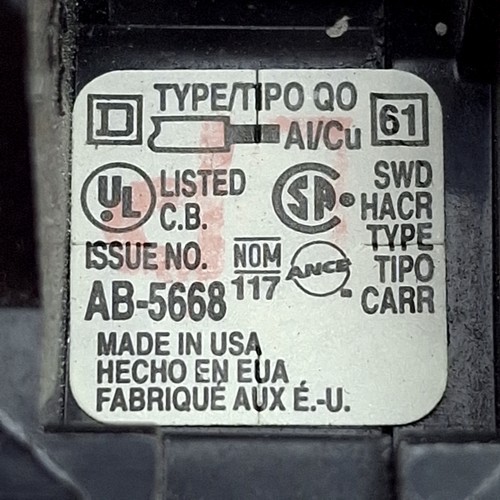 D TYPE/TIPO QO 61
Al/Cu
UL LISTED C.B.
SA
SWD
HACR
TYPE
TIPO
CARR
ISSUE NO.
AB-5668
NOM
117
ANCE
MADE IN USA
HECHO EN EUA
FABRIQUÉ AUX É.-U.